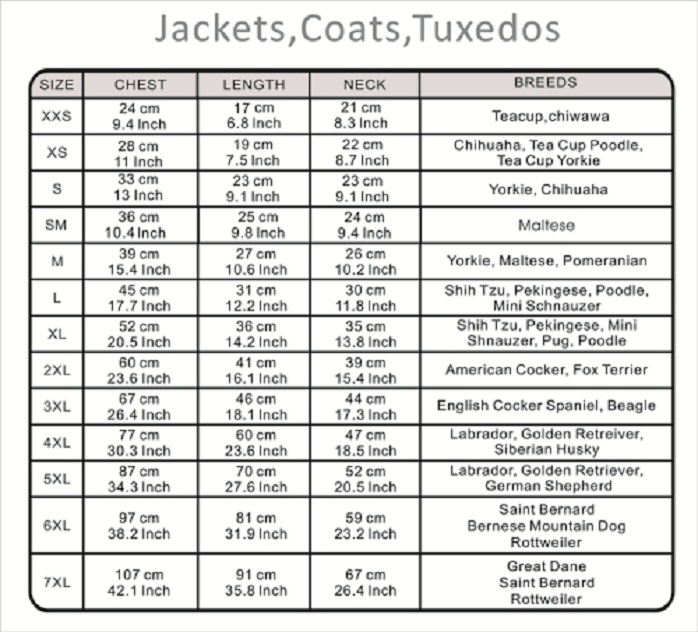 Jackets,Coats,Tuxedos
SIZE CHEST LENGTH NECK BREEDS
XXS 24 cm 17 cm 21 cm Teacup,chiwawa
9.4 Inch 6.8 Inch 8.3 Inch
XS 28 cm 19 cm 22 cm Chihuaha, Tea Cup Poodle,
11 Inch 7.5 Inch 8.7 Inch Tea Cup Yorkie
S 33 cm 23 cm 23 cm Yorkie, Chihuaha
13 Inch 9.1 Inch 9.1 Inch
SM 36 cm 25 cm 24 cm Maltese
10.4 Inch 9.8 Inch 9.4 Inch
M 39 cm 27 cm 26 cm Yorkie, Maltese, Pomeranian
15.4 Inch 10.6 Inch 10.2 Inch
L 45 cm 31 cm 30 cm Shih Tzu, Pekingese, Poodle,
17.7 Inch 12.2 Inch 11.8 Inch Mini Schnauzer
XL 52 cm 36 cm 35 cm Shih Tzu, Pekingese, Mini
20.5 Inch 14.2 Inch 13.8 Inch Shnauzer, Pug, Poodle
2XL 60 cm 41 cm 39 cm American Cocker, Fox Terrier
23.6 Inch 16.1 Inch 15.4 Inch
3XL 67 cm 46 cm 44 cm English Cocker Spaniel, Beagle
26.4 Inch 18.1 Inch 17.3 Inch
4XL 77 cm 60 cm 47 cm Labrador, Golden Retreiver,
30.3 Inch 23.6 Inch 18.5 Inch Siberian Husky
5XL 87 cm 70 cm 52 cm Labrador, Golden Retriever,
34.3 Inch 27.6 Inch 20.5 Inch German Shepherd
6XL 97 cm 81 cm 59 cm Saint Bernard
38.2 Inch 31.9 Inch 23.2 Inch Bernese Mountain Dog
Rottweiler
7XL 107 cm 91 cm 67 cm Great Dane
42.1 Inch 35.8 Inch 26.4 Inch Saint Bernard
Rottweiler